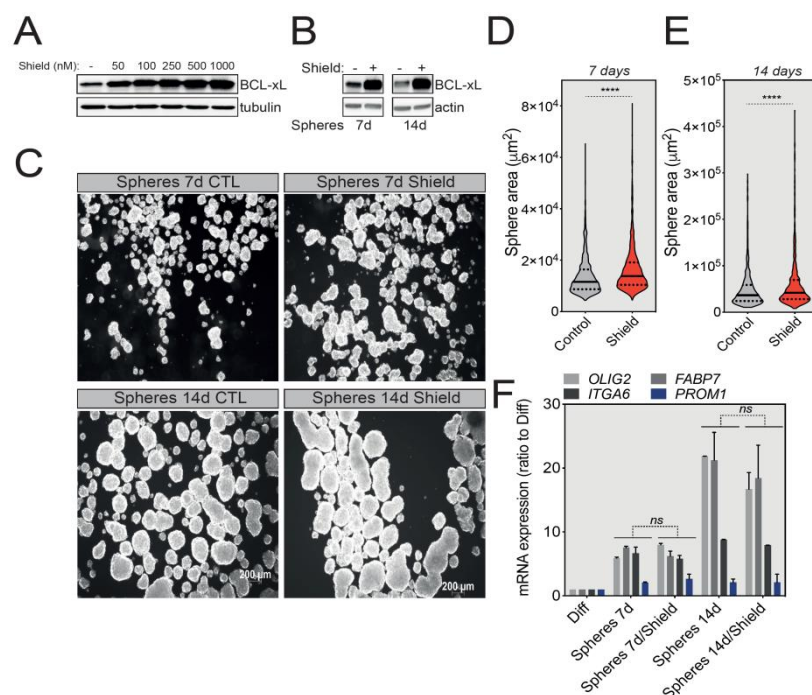 A
Shield (nM): - 50 100 250 500 1000
BCL-xL
tubulin
B
Shield: - + - +
BCL-xL
actin
Spheres 7d 14d
C
Spheres 7d CTL
Spheres 7d Shield
Spheres 14d CTL
Spheres 14d Shield
200 µm
200 µm
D
7 days
****
Sphere area (µm²)
8×10⁴
6×10⁴
4×10⁴
2×10⁴
0
Control
Shield
E
14 days
****
Sphere area (µm²)
5×10⁵
4×10⁵
3×10⁵
2×10⁵
1×10⁵
0
Control
Shield
F
OLIG2 FABP7
ITGA6 PROM1
mRNA expression (ratio to Diff)
30
20
10
0
ns
ns
Diff
Spheres 7d
Spheres 7d/Shield
Spheres 14d
Spheres 14d/Shield